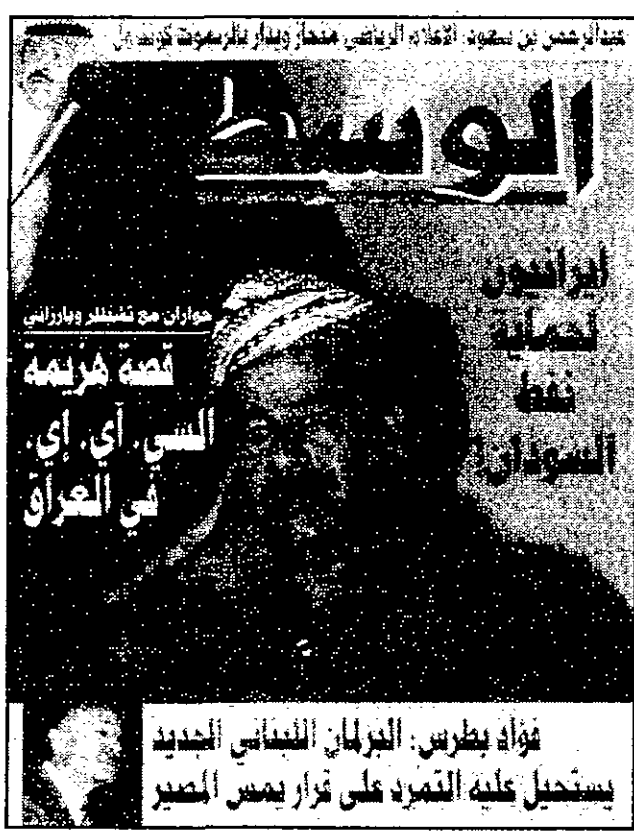 عبدالرحمن بن سعود: الاعلام الرياضي منحاز ويدار بالريموت كونترول
الوسط
ايرانيون
لحماية
نفط
السودان؟
حواران مع تشيللر وبارزاني
قصة هزيمة
السي. آي. إي.
في العراق
فؤاد بطرس: البرلمان اللبناني الجديد
يستحيل عليه التمرد على قرار يمس المصير